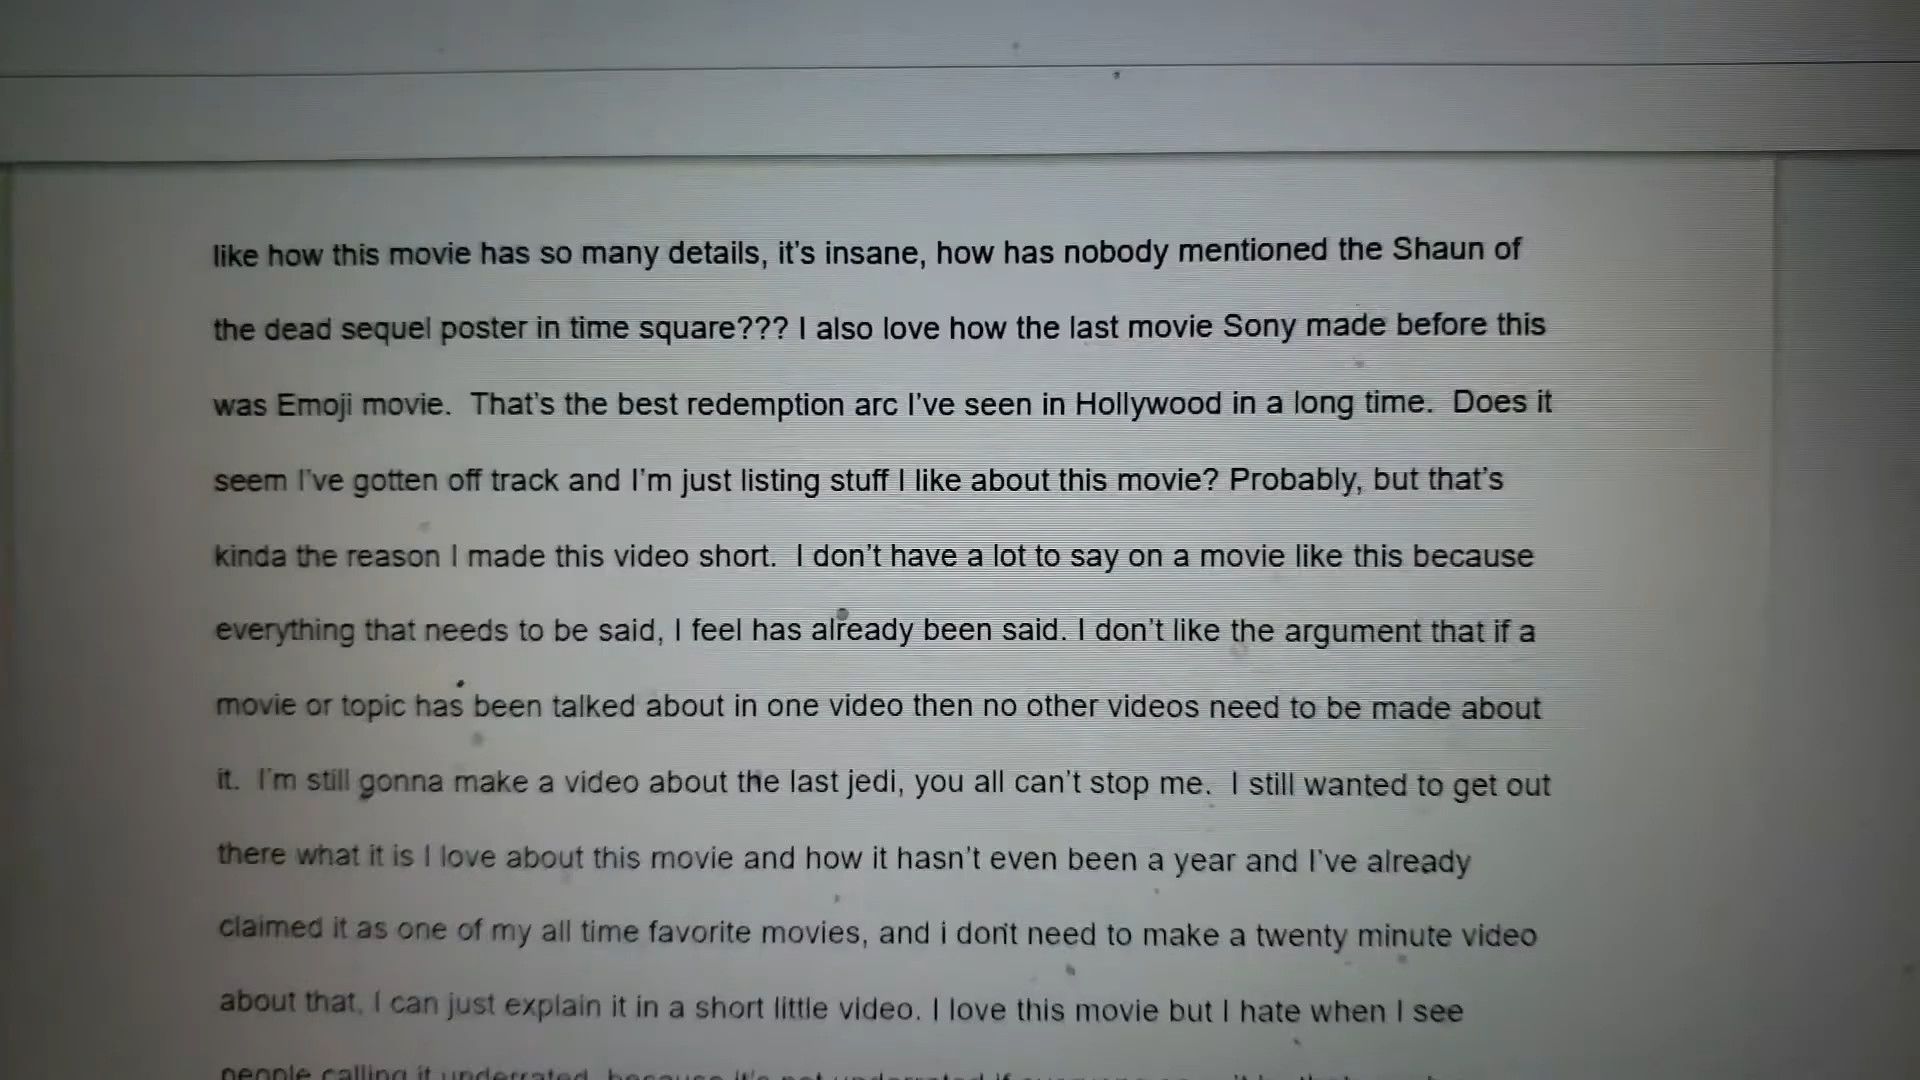 like how this movie has so many details, it's insane, how has nobody mentioned the Shaun of
the dead sequel poster in time square??? I also love how the last movie Sony made before this
was Emoji movie.  That's the best redemption arc I've seen in Hollywood in a long time.  Does it
seem I've gotten off track and I'm just listing stuff I like about this movie? Probably, but that's
kinda the reason I made this video short.  I don't have a lot to say on a movie like this because
everything that needs to be said, I feel has already been said. I don't like the argument that if a
movie or topic has been talked about in one video then no other videos need to be made about
it.  I'm still gonna make a video about the last jedi, you all can't stop me.  I still wanted to get out
there what it is I love about this movie and how it hasn't even been a year and I've already
claimed it as one of my all time favorite movies, and i don't need to make a twenty minute video
about that, I can just explain it in a short little video. I love this movie but I hate when I see
people calling it underrated, because it's not underrated if